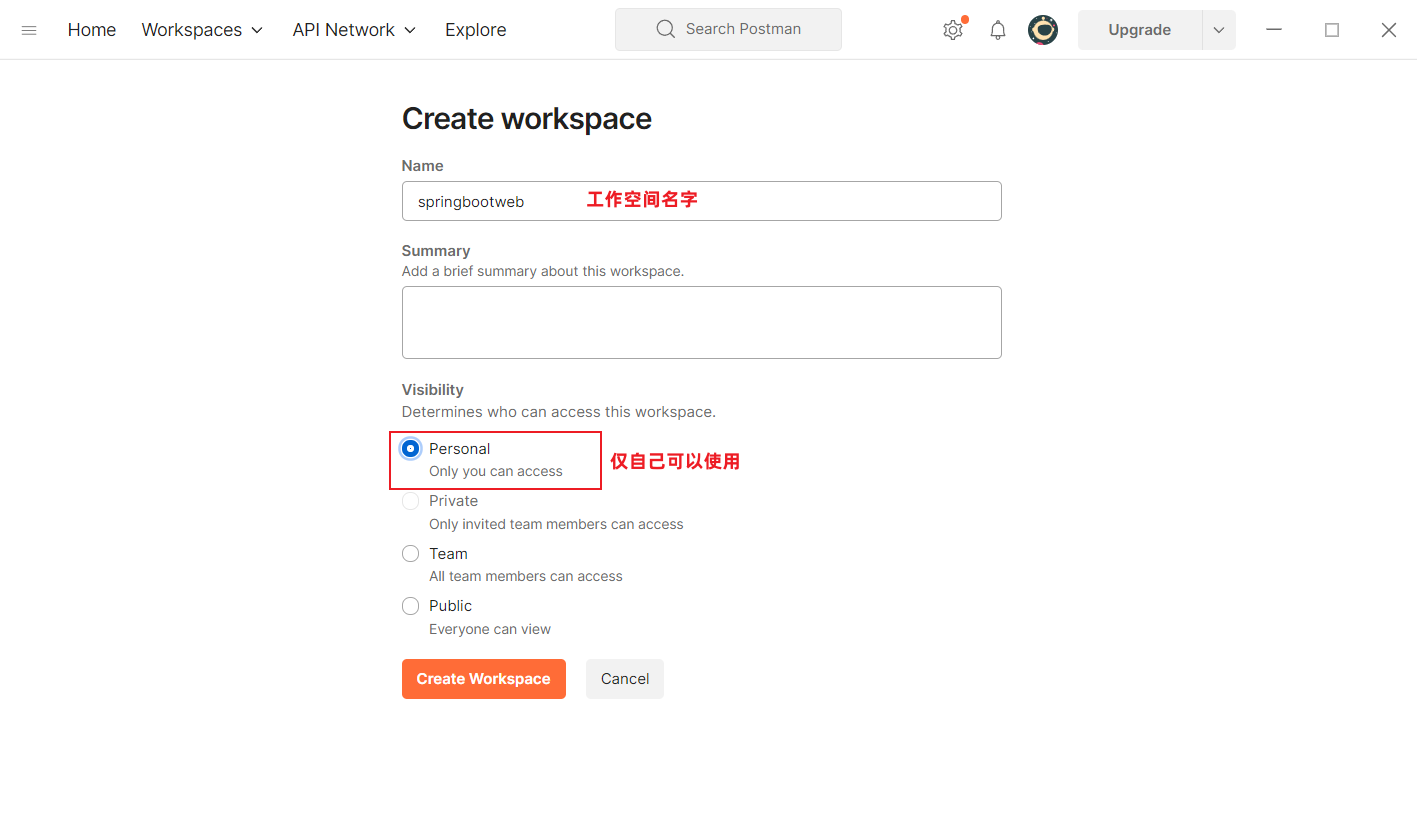 Home Workspaces API Network Explore Search Postman Upgrade
Create workspace
Name
springbootweb 工作空间名字
Summary
Add a brief summary about this workspace.
Visibility
Determines who can access this workspace.
Personal
Only you can access
仅自己可以使用
Private
Only invited team members can access
Team
All team members can access
Public
Everyone can view
Create Workspace Cancel